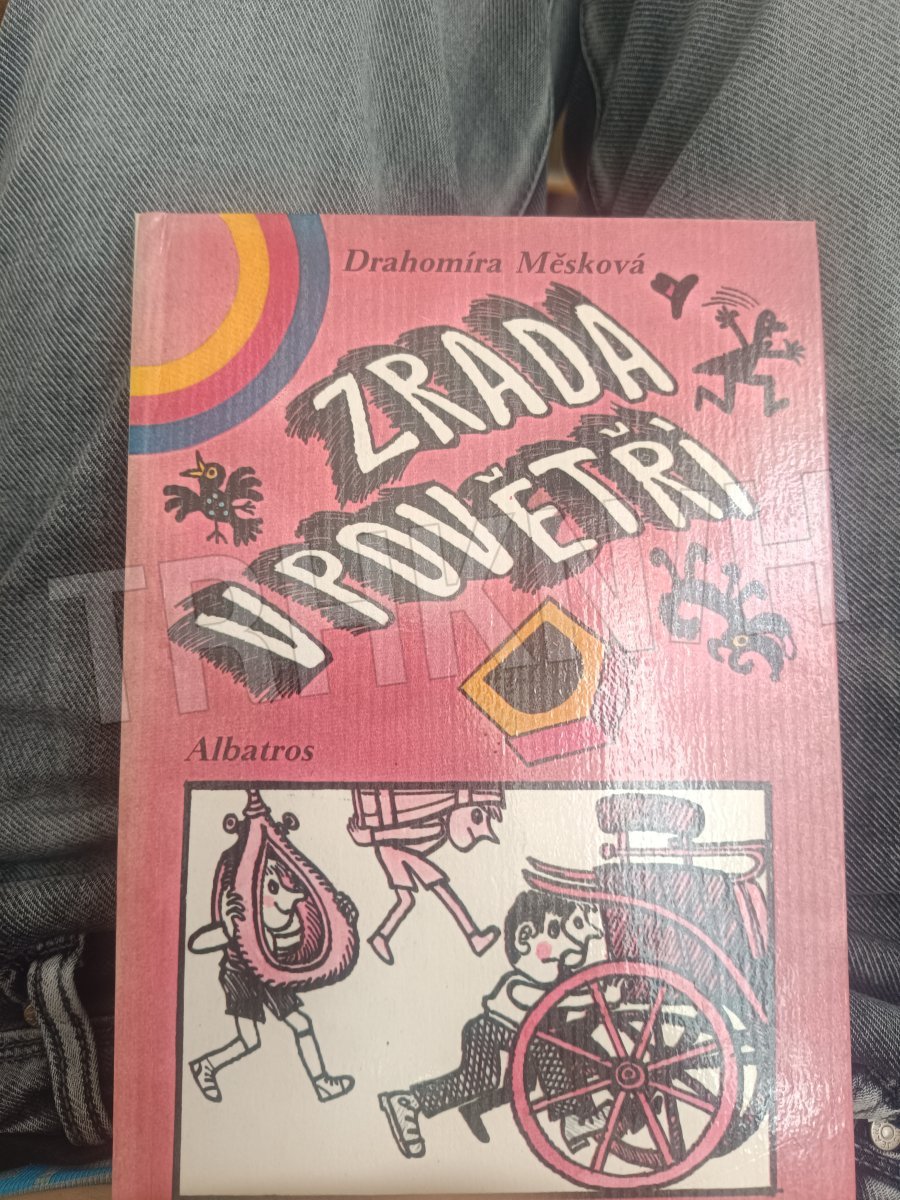 Drahomíra Měsková
ZRADA
V POVĚTŘÍ
Albatros